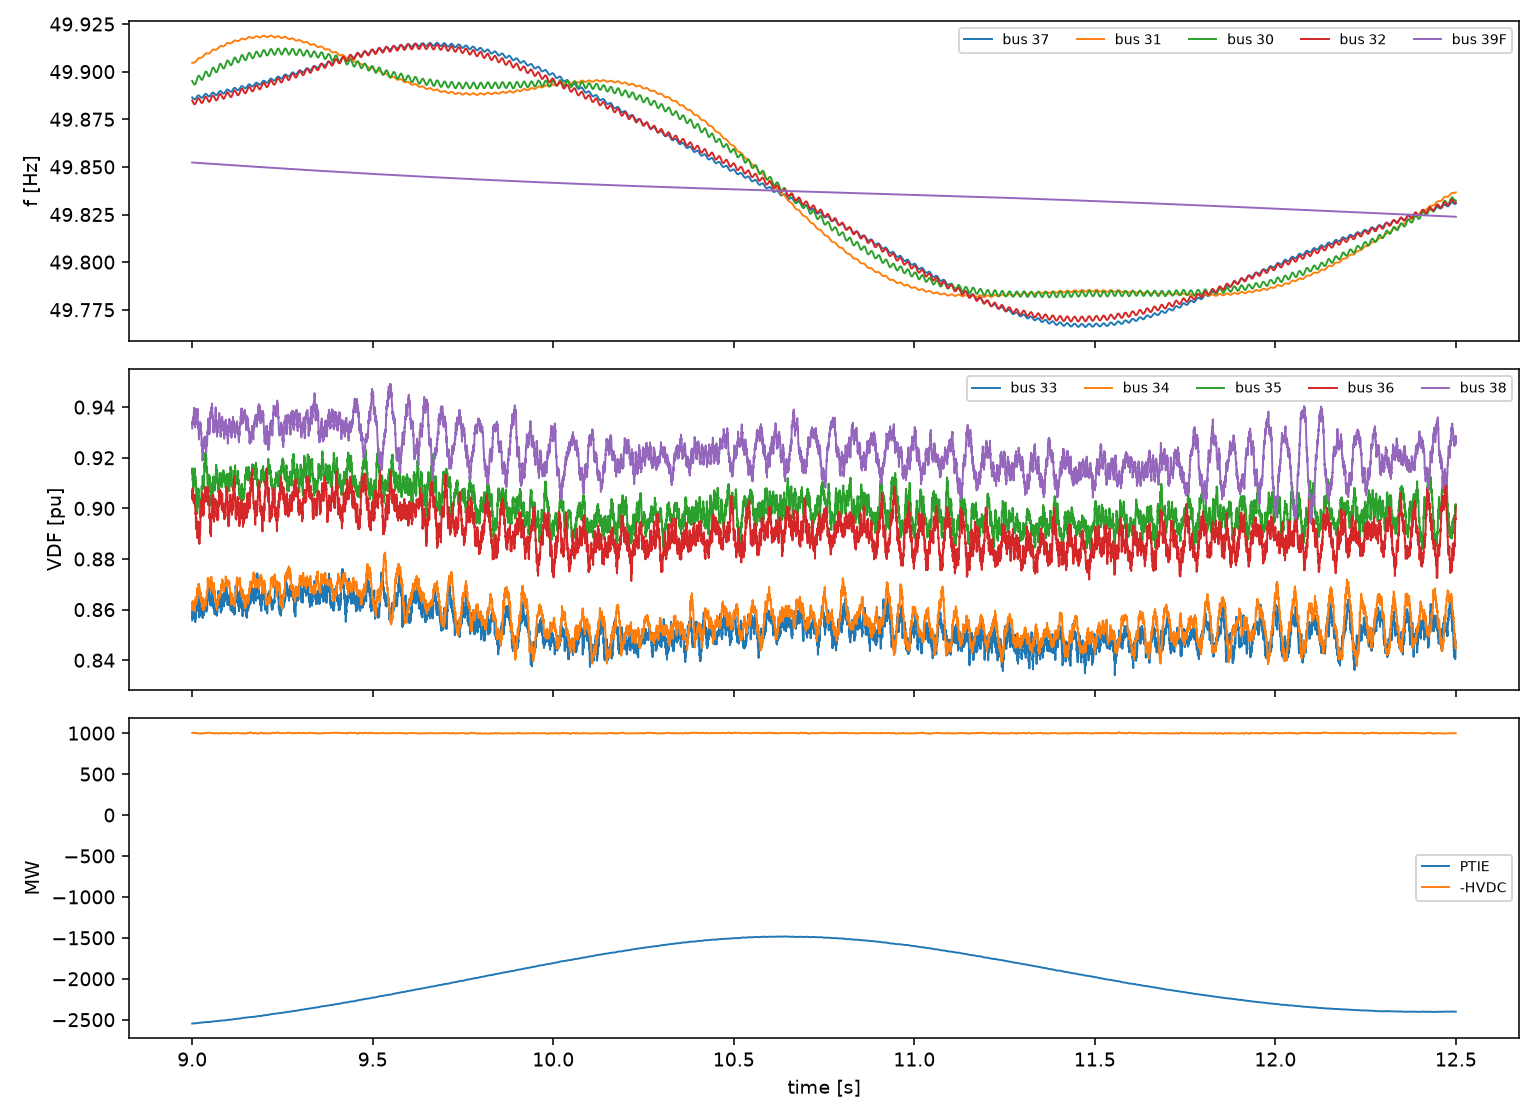 49.925
49.900
49.875
49.850
49.825
49.800
49.775
f [Hz]
bus 37 bus 31 bus 30 bus 32 bus 39F
0.94
0.92
0.90
0.88
0.86
0.84
VDF [pu]
bus 33 bus 34 bus 35 bus 36 bus 38
1000
500
0
−500
−1000
−1500
−2000
−2500
MW
PTIE
-HVDC
9.0 9.5 10.0 10.5 11.0 11.5 12.0 12.5
time [s]